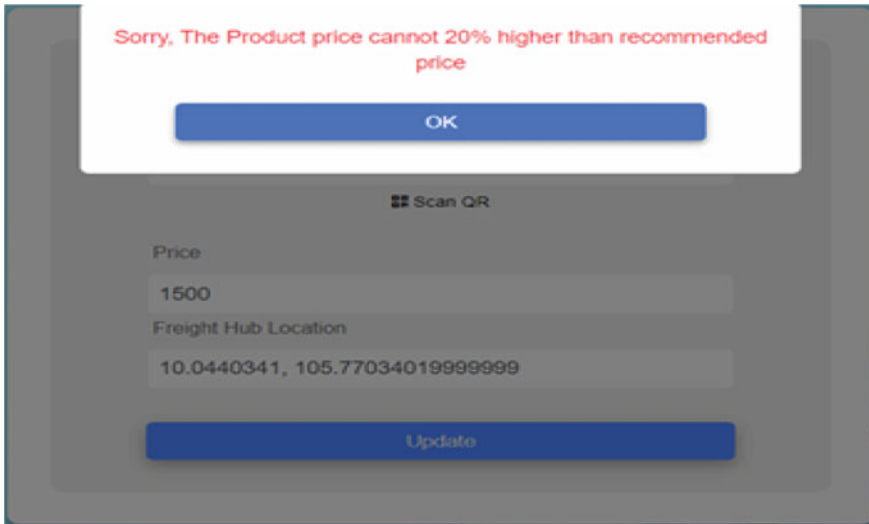 Sorry, The Product price cannot 20% higher than recommended
price
OK
Scan QR
Price
1500
Freight Hub Location
10.0440341, 105.77034019999999
Update